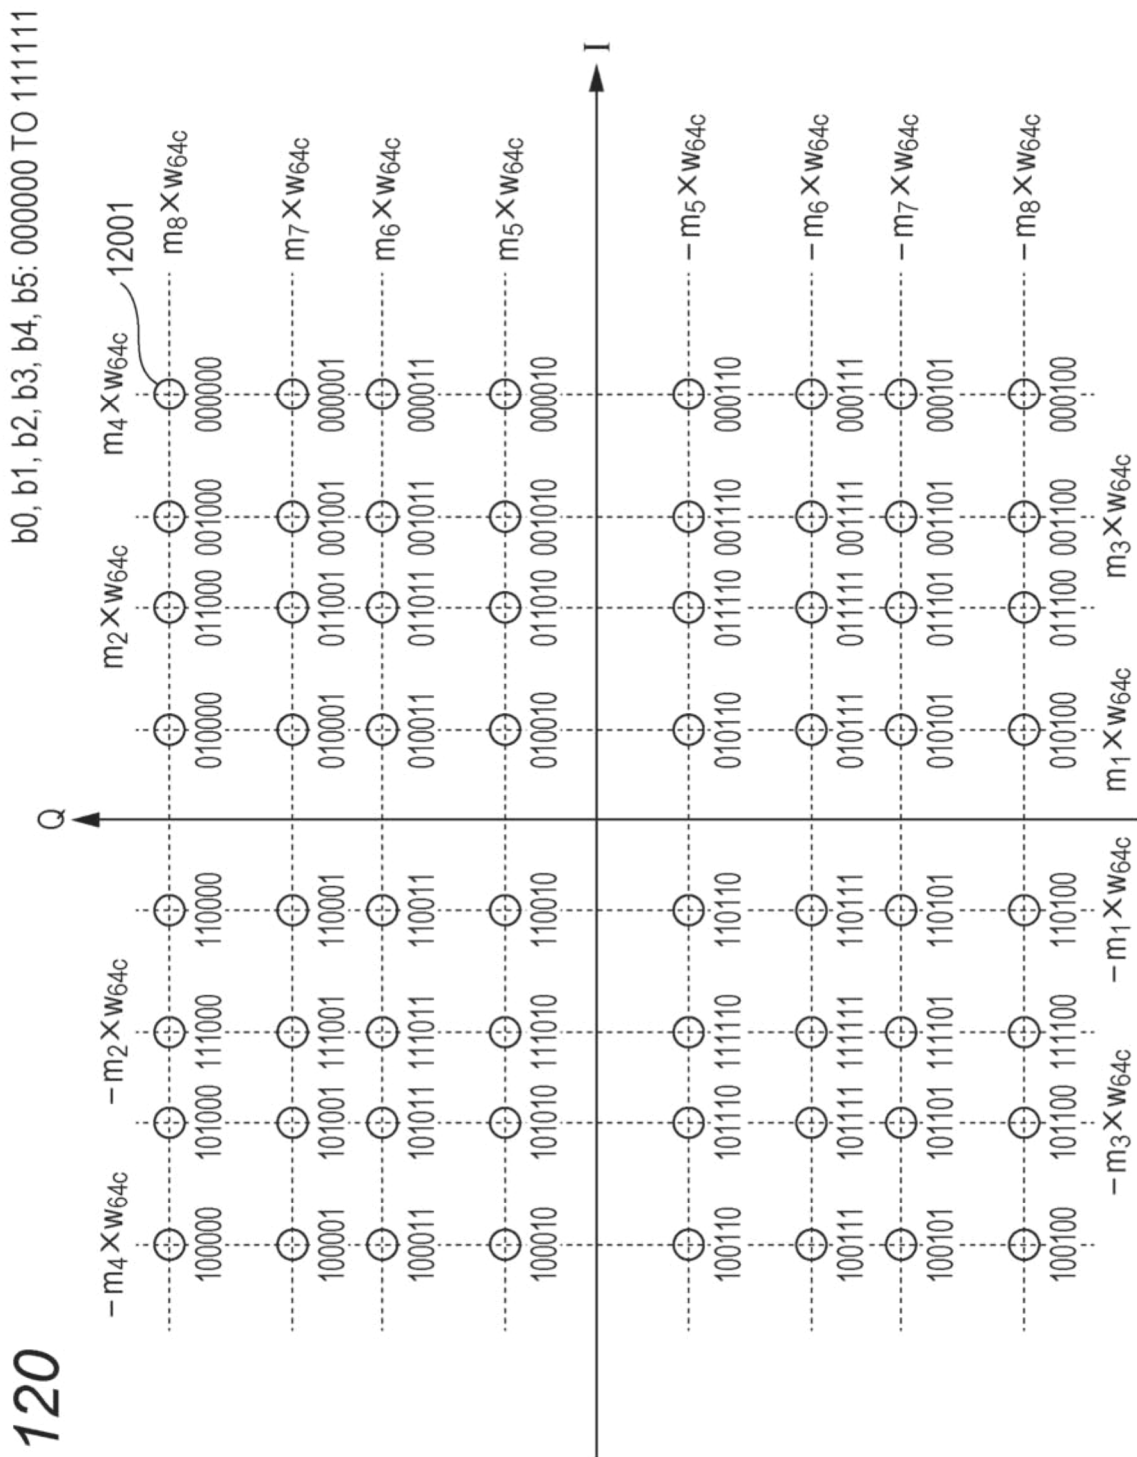 120
b0, b1, b2, b3, b4, b5: 000000 TO 111111
Q
−m4×w64c −m2×w64c m2×w64c m4×w64c 12001
m8×w64c
100000 101000 111000 110000 010000 011000 001000 000000
m7×w64c
100001 101001 111001 110001 010001 011001 001001 000001
m6×w64c
100011 101011 111011 110011 010011 011011 001011 000011
m5×w64c
100010 101010 111010 110010 010010 011010 001010 000010
I
−m5×w64c
100110 101110 111110 110110 010110 011110 001110 000110
−m6×w64c
100111 101111 111111 110111 010111 011111 001111 000111
−m7×w64c
100101 101101 111101 110101 010101 011101 001101 000101
−m8×w64c
100100 101100 111100 110100 010100 011100 001100 000100
−m3×w64c −m1×w64c m1×w64c m3×w64c